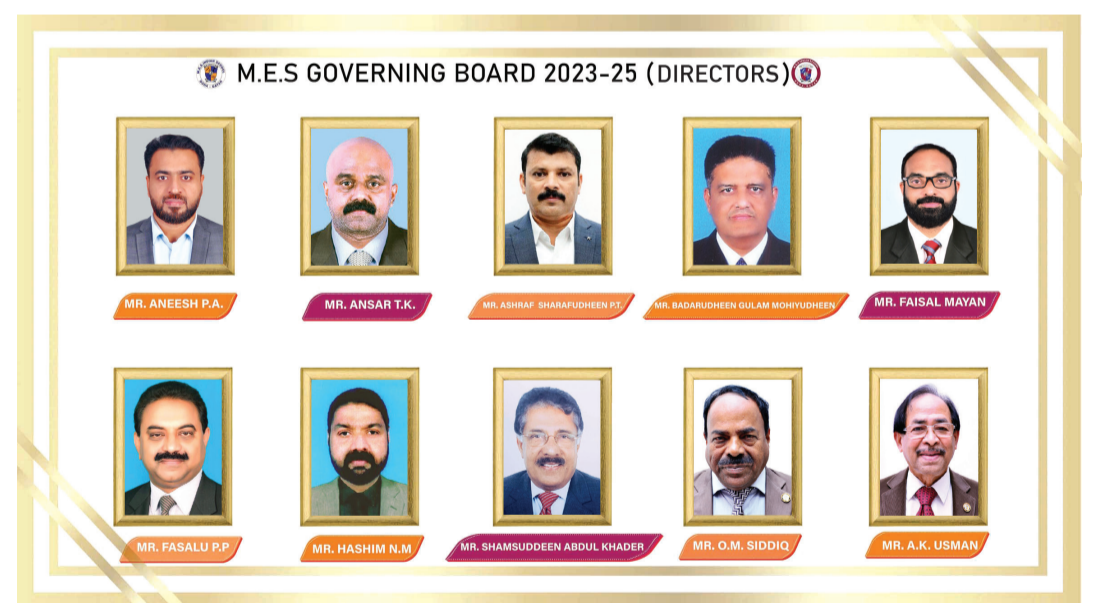 M.E.S GOVERNING BOARD 2023-25 (DIRECTORS)
MR. ANEESH P.A.
MR. ANSAR T.K.
MR. ASHRAF SHARAFUDHEEN P.T.
MR. BADARUDHEEN GULAM MOHIYUDHEEN
MR. FAISAL MAYAN
MR. FASALU P.P
MR. HASHIM N.M
MR. SHAMSUDDEEN ABDUL KHADER
MR. O.M. SIDDIQ
MR. A.K. USMAN